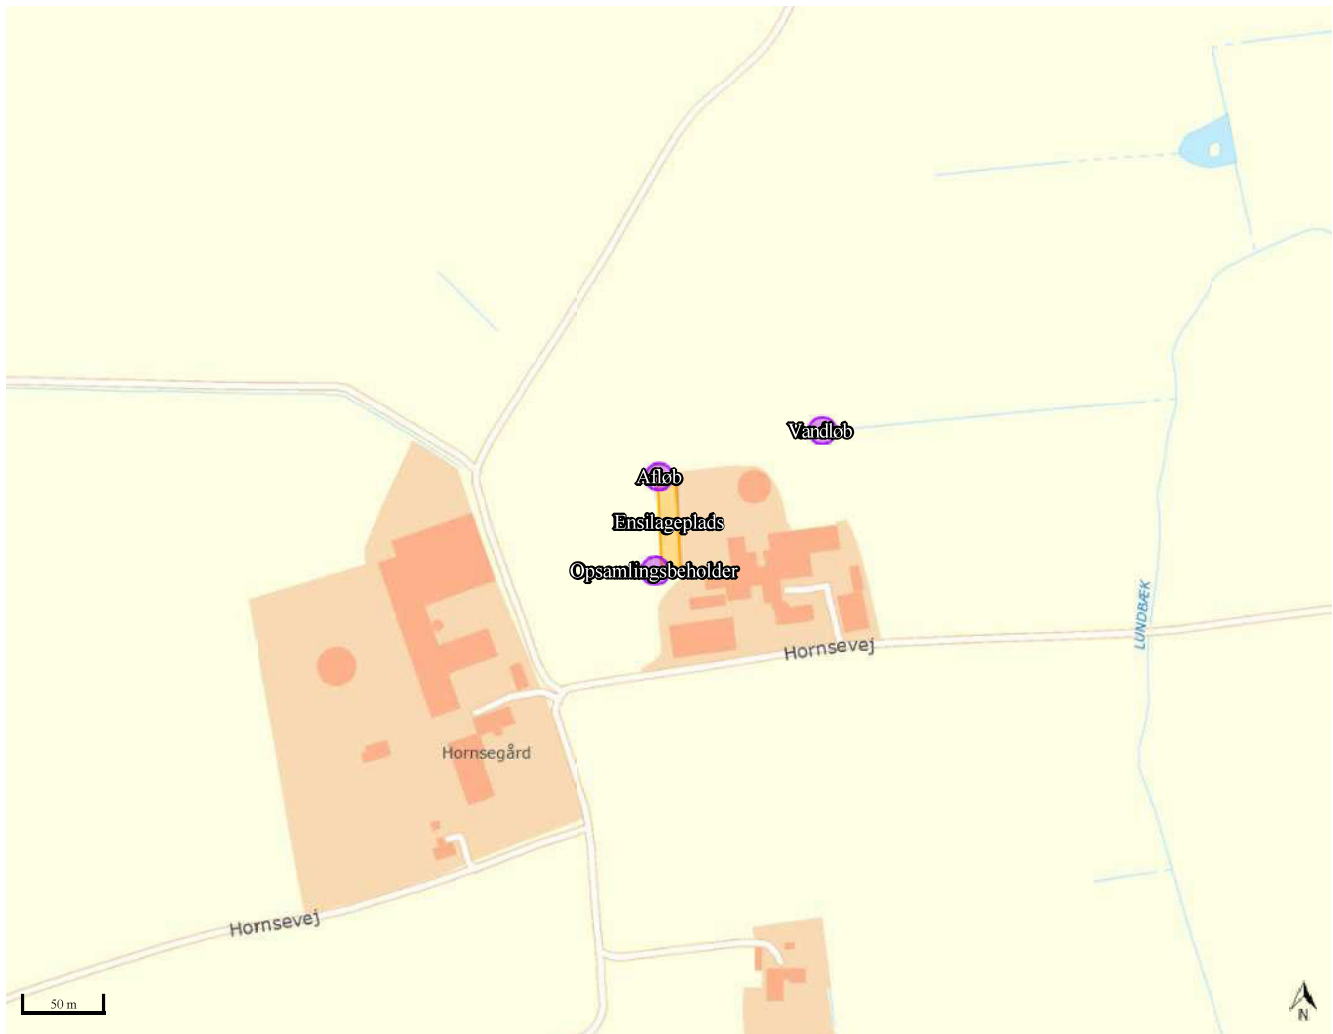 Vandløb
Afløb
Ensilageplads
Opsamlingsbeholder
LUNDBÆK
Hornsevej
Hornsegård
Hornsevej
50 m
N